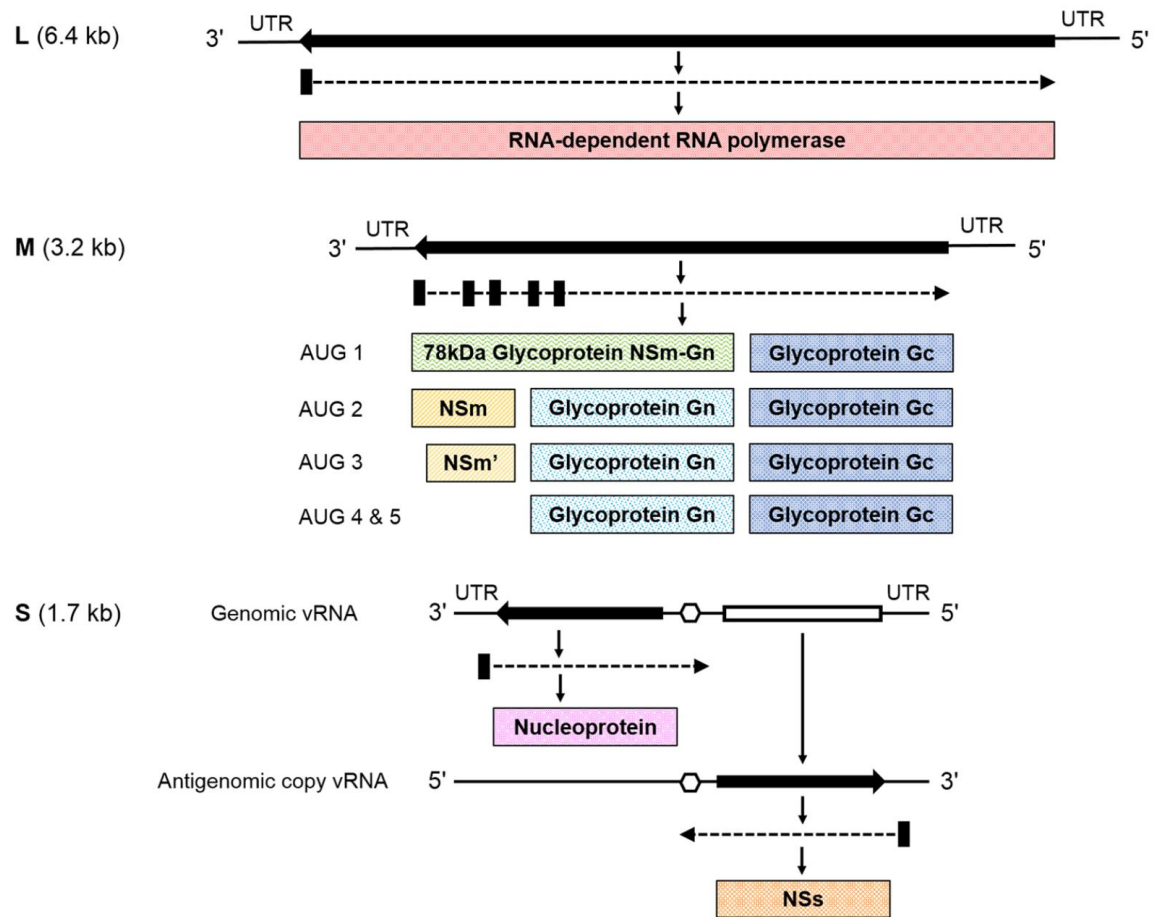 L (6.4 kb)
UTR
UTR
3'
5'
RNA-dependent RNA polymerase
M (3.2 kb)
UTR
UTR
3'
5'
AUG 1
78kDa Glycoprotein NSm-Gn
Glycoprotein Gc
AUG 2
NSm
Glycoprotein Gn
Glycoprotein Gc
AUG 3
NSm’
Glycoprotein Gn
Glycoprotein Gc
AUG 4 & 5
Glycoprotein Gn
Glycoprotein Gc
S (1.7 kb)
Genomic vRNA
UTR
UTR
3'
5'
Nucleoprotein
Antigenomic copy vRNA
5'
3'
NSs